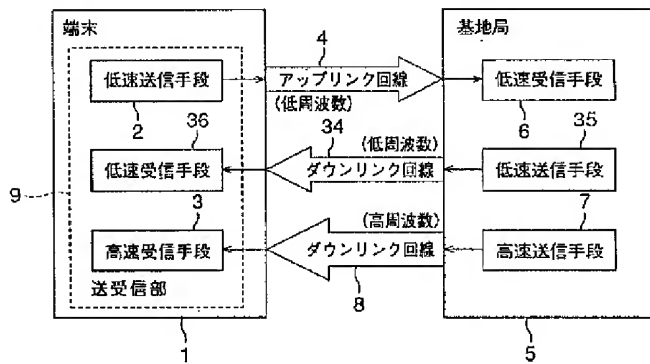 端末
基地局
4
低速送信手段
アップリンク回線
低速受信手段
2
(低周波数)
6
36
34
(低周波数)
35
低速受信手段
ダウンリンク回線
低速送信手段
9
3
(高周波数)
7
高速受信手段
ダウンリンク回線
高速送信手段
送受信部
8
1
5